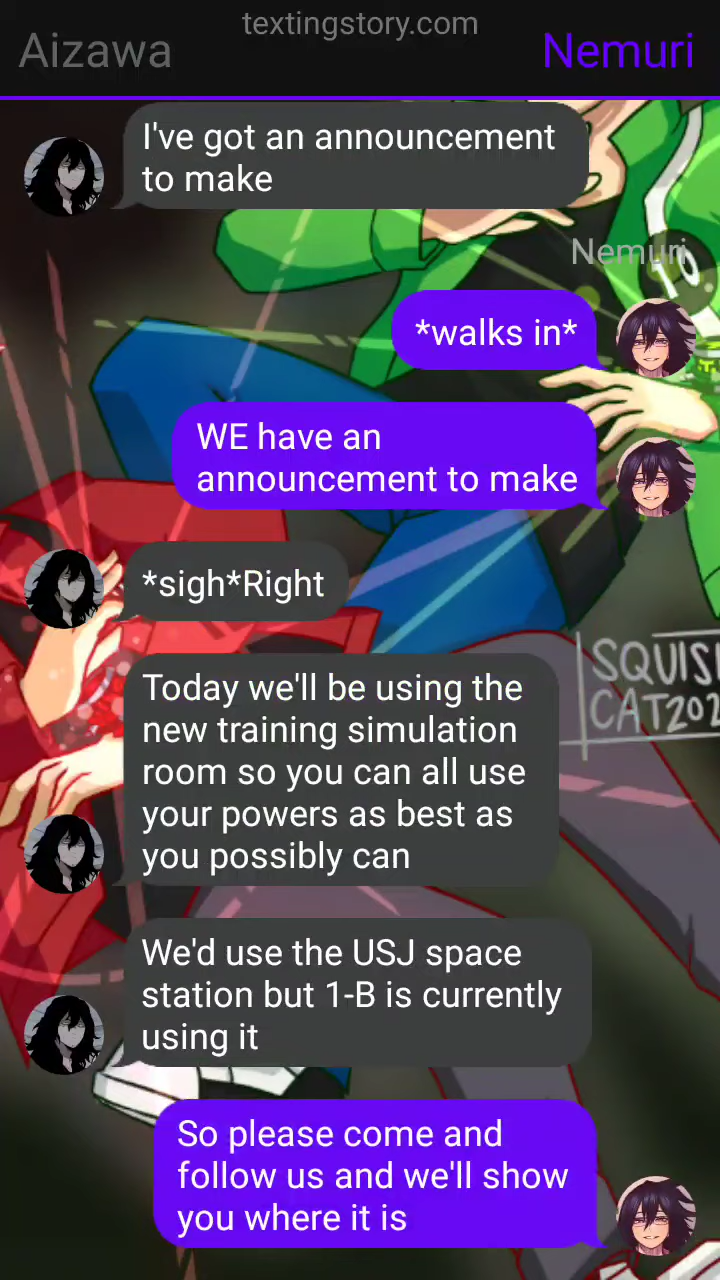 textingstory.com
Aizawa
Nemuri
I've got an announcement
to make
Nemuri
10
*walks in*
WE have an
announcement to make
*sigh*Right
SQUIS
CAT202
Today we'll be using the
new training simulation
room so you can all use
your powers as best as
you possibly can
We'd use the USJ space
station but 1-B is currently
using it
So please come and
follow us and we'll show
you where it is